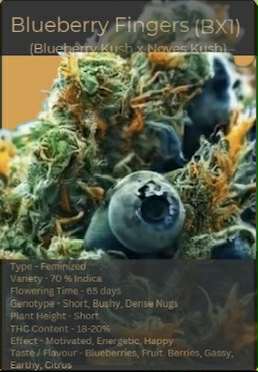 Blueberry Fingers (BX1)
(Blueberry Kush x Noves Kush)
Type - Feminized
Variety - 70 % Indica
Flowering Time - 65 days
Genotype - Short, Bushy, Dense Nugs
Plant Height - Short
THC Content - 18-20%
Effect - Motivated, Energetic, Happy
Taste / Flavour - Blueberries, Fruit. Berries, Gassy,
Earthy, Citrus